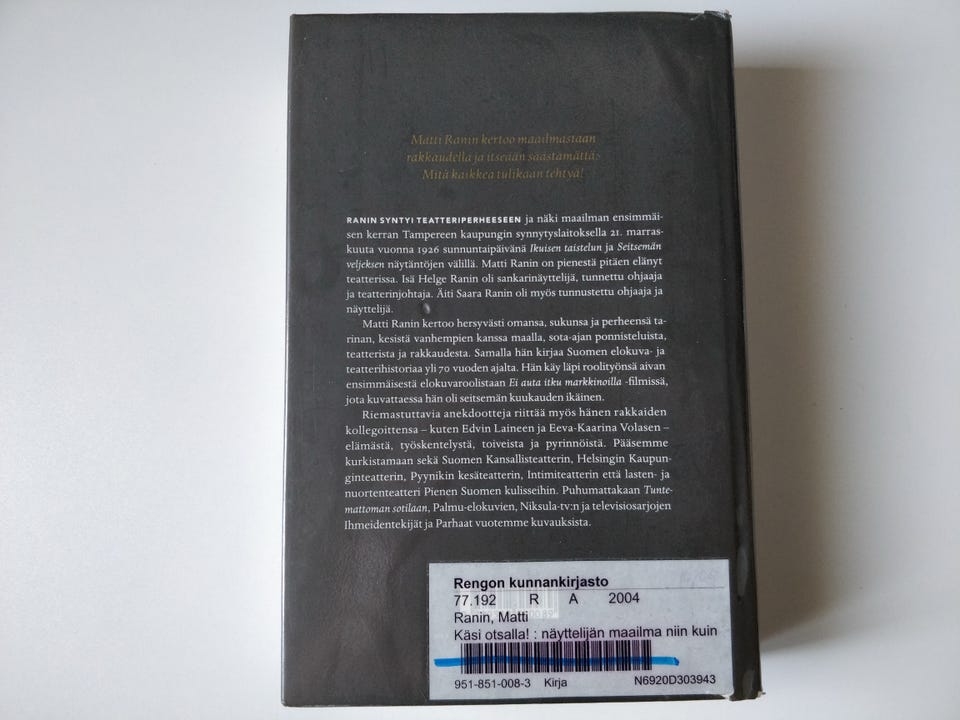 Matti Ranin kertoo maailmastaan
rakkaudella ja itseään säästämättä:
Mitä kaikkea tulikaan tehtyä!
RANIN SYNTYI TEATTERIPERHEESEEN ja näki maailman ensimmäi-
sen kerran Tampereen kaupungin synnytyslaitoksella 21. marras-
kuuta vuonna 1926 sunnuntaipäivänä Ikuisen taistelun ja Seitsemän
veljeksen näytäntöjen välillä. Matti Ranin on pienestä pitäen elänyt
teatterissa. Isä Helge Ranin oli sankarinäyttelijä, tunnettu ohjaaja
ja teatterinjohtaja. Äiti Saara Ranin oli myös tunnustettu ohjaaja ja
näyttelijä.
Matti Ranin kertoo hersyvästi omansa, sukunsa ja perheensä ta-
rinan, kesistä vanhempien kanssa maalla, sota-ajan ponnisteluista,
teatterista ja rakkaudesta. Samalla hän kirjaa Suomen elokuva- ja
teatterihistoriaa yli 70 vuoden ajalta. Hän käy läpi roolityönsä aivan
ensimmäisestä elokuvaroolistaan Ei auta itku markkinoilla -filmissä,
jota kuvattaessa hän oli seitsemän kuukauden ikäinen.
Riemastuttavia anekdootteja riittää myös hänen rakkaiden
kollegoittensa – kuten Edvin Laineen ja Eeva-Kaarina Volasen –
elämästä, työskentelystä, toiveista ja pyrinnöistä. Pääsemme
kurkistamaan sekä Suomen Kansallisteatterin, Helsingin Kaupun-
ginteatterin, Pyynikin kesäteatterin, Intimiteatterin että lasten- ja
nuortenteatteri Pienen Suomen kulisseihin. Puhumattakaan Tunte-
mattoman sotilaan, Palmu-elokuvien, Niksula-tv:n ja televisiosarjojen
Ihmeidentekijät ja Parhaat vuotemme kuvauksista.
Rengon kunnankirjasto
77.192 R A 2004
Ranin, Matti
Käsi otsalla! : näyttelijän maailma niin kuin
951-851-008-3 Kirja N6920D303943